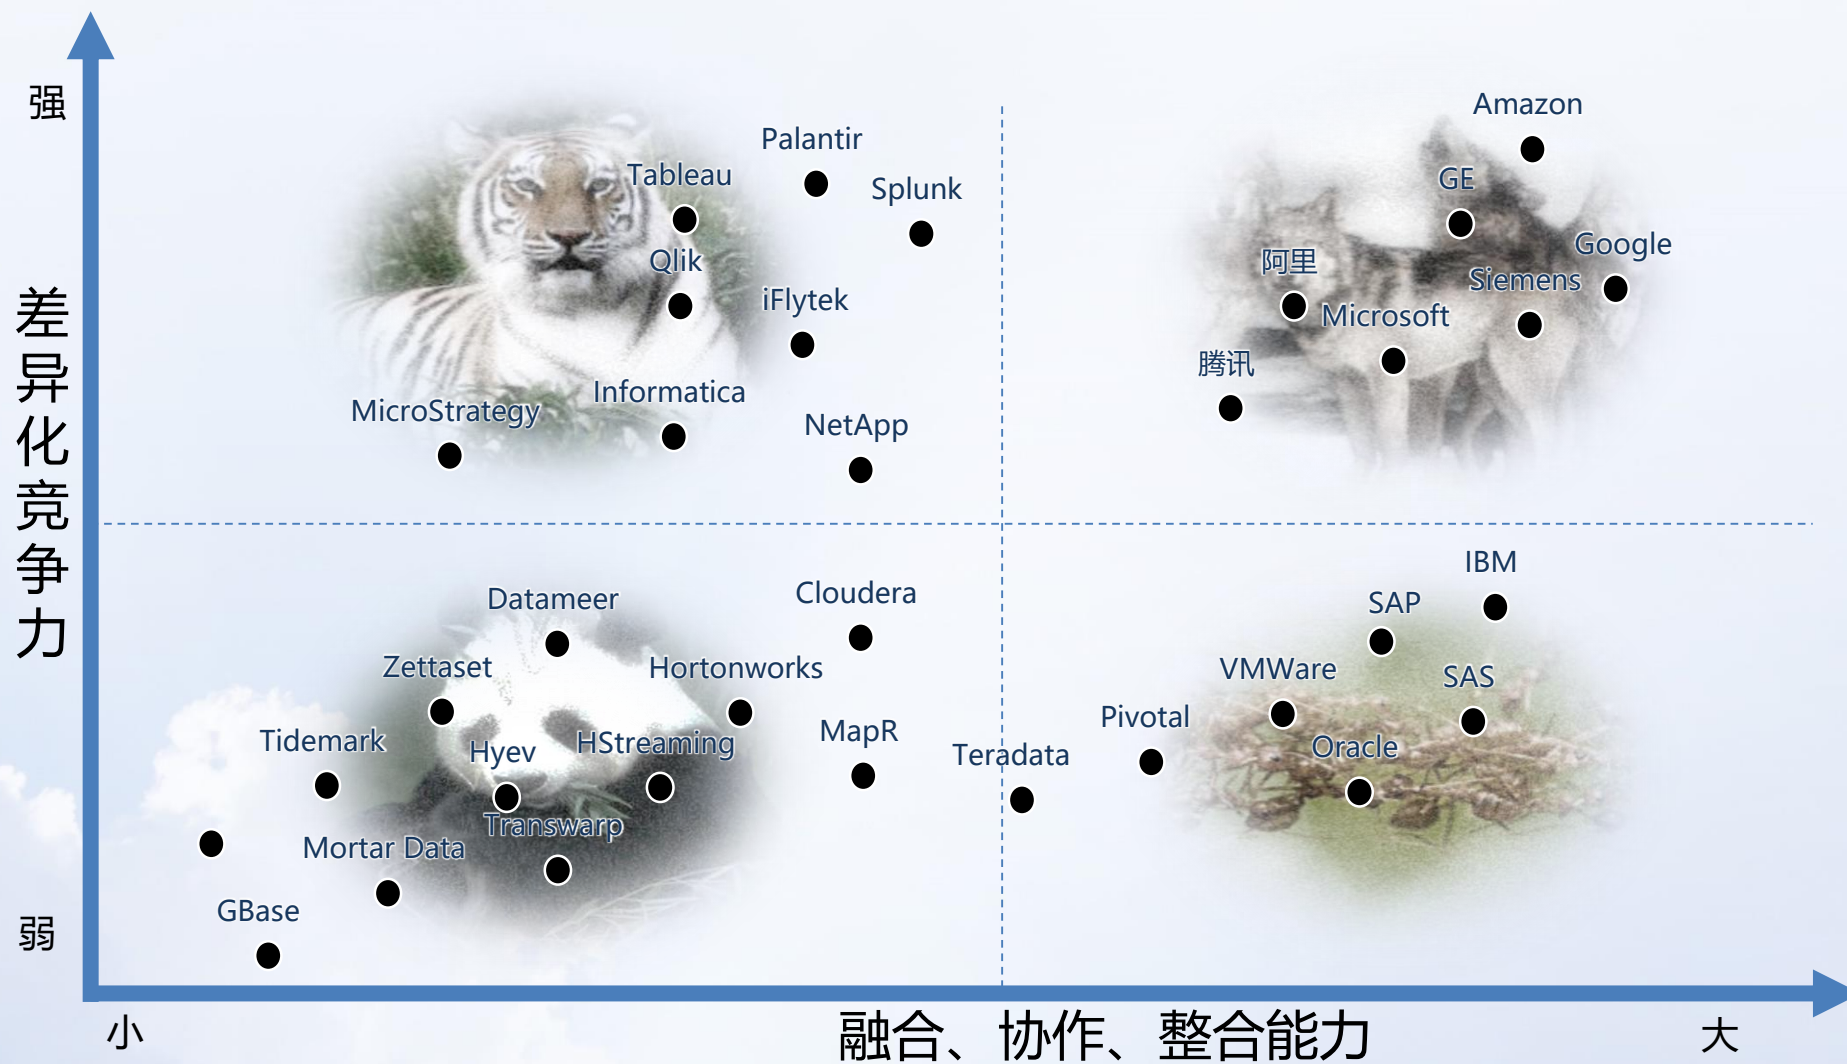 强
差异化竞争力
弱
Amazon
Palantir
Tableau
GE
Splunk
Google
Qlik
阿里
Siemens
iFlytek
Microsoft
腾讯
Informatica
MicroStrategy
NetApp
IBM
Datameer
Cloudera
SAP
Zettaset
Hortonworks
VMWare
SAS
Pivotal
MapR
Tidemark
Hyev
HStreaming
Teradata
Oracle
Transwarp
Mortar Data
GBase
小
融合、协作、整合能力
大